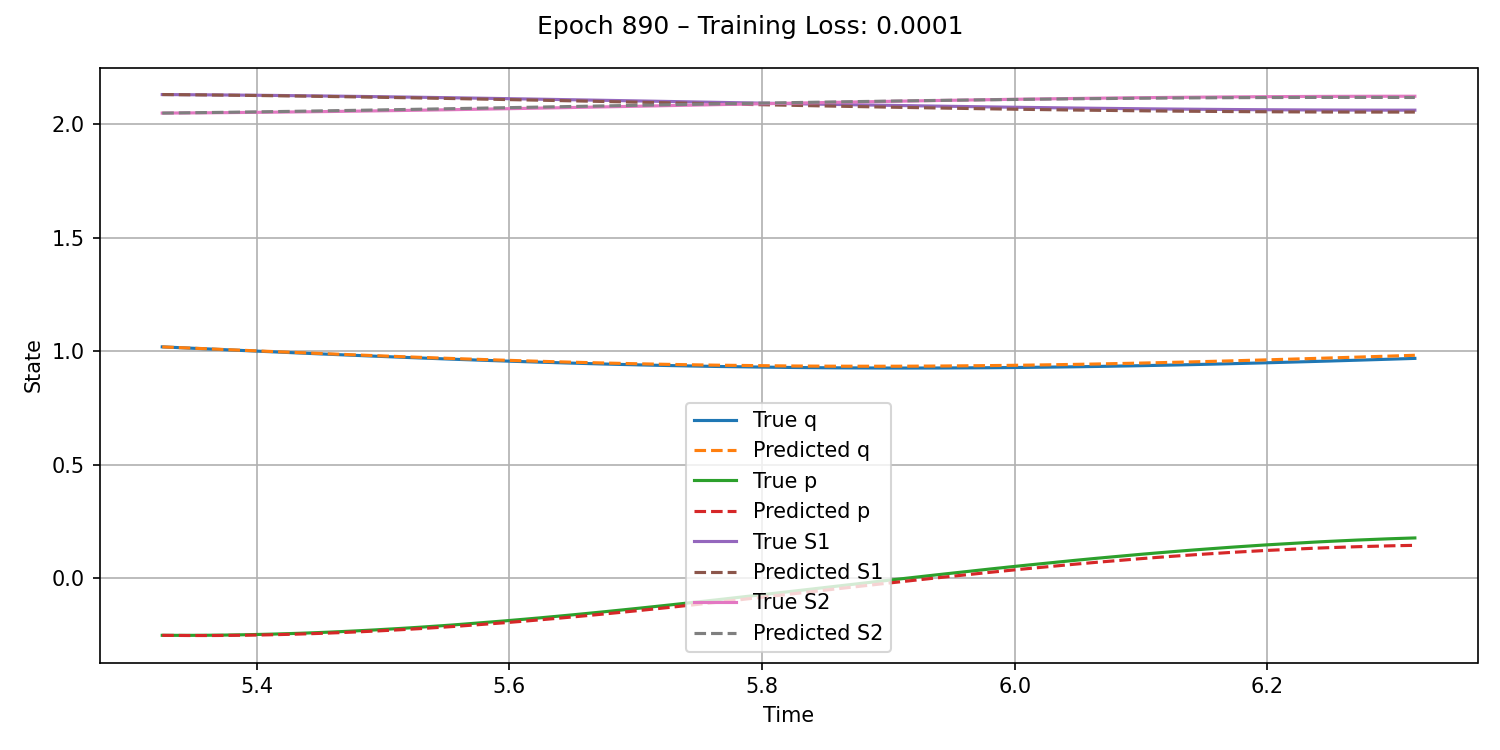 Epoch 890 – Training Loss: 0.0001
State
2.0
1.5
1.0
0.5
0.0
True q
Predicted q
True p
Predicted p
True S1
Predicted S1
True S2
Predicted S2
5.4 5.6 5.8 6.0 6.2
Time